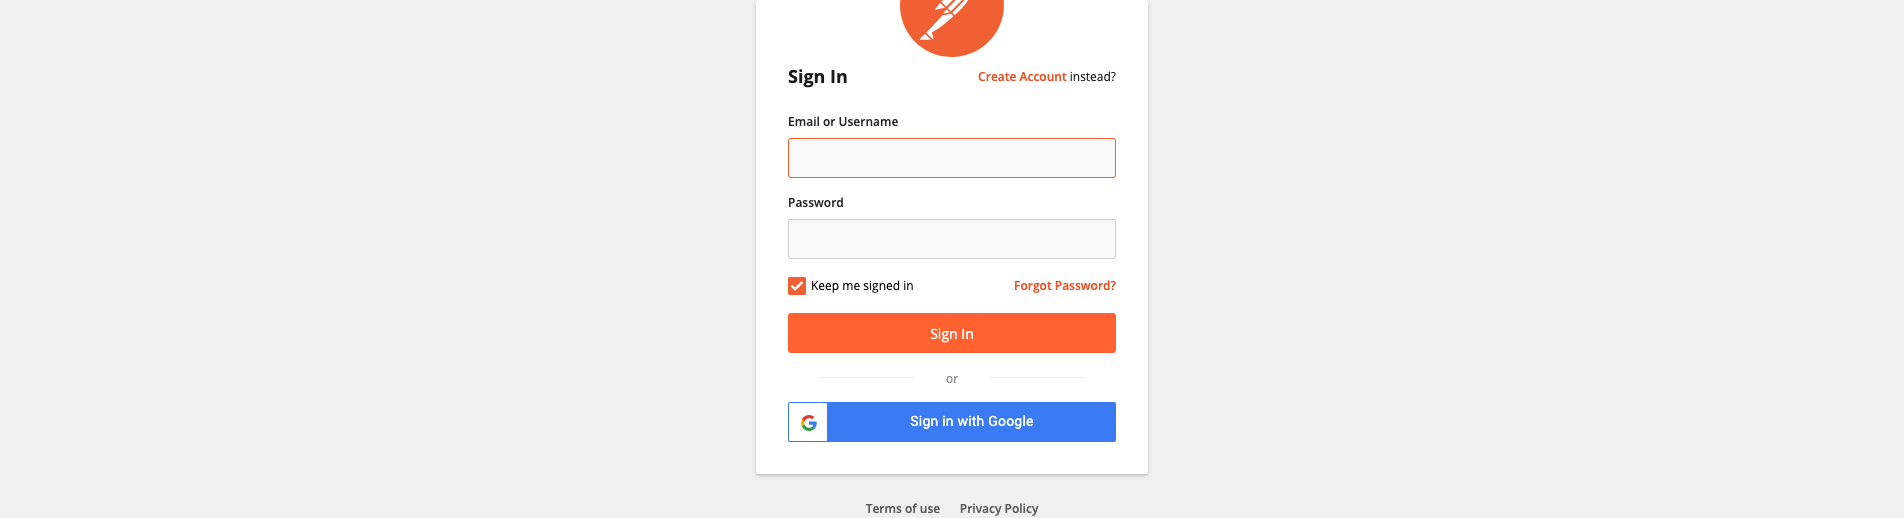 Sign In
Create Account instead?
Email or Username
Password
Keep me signed in
Forgot Password?
Sign In
or
Sign in with Google
Terms of use
Privacy Policy